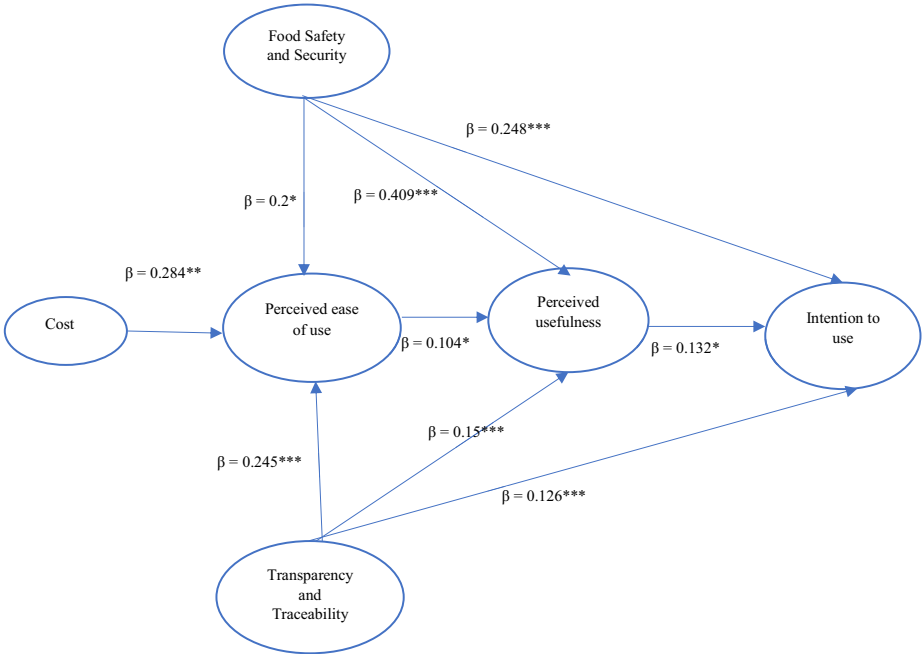 Food Safety
and Security
β = 0.248***
β = 0.2*
β = 0.409***
β = 0.284**
Cost
Perceived ease
of use
β = 0.104*
Perceived
usefulness
β = 0.132*
Intention to
use
β = 0.15***
β = 0.245***
β = 0.126***
Transparency
and
Traceability